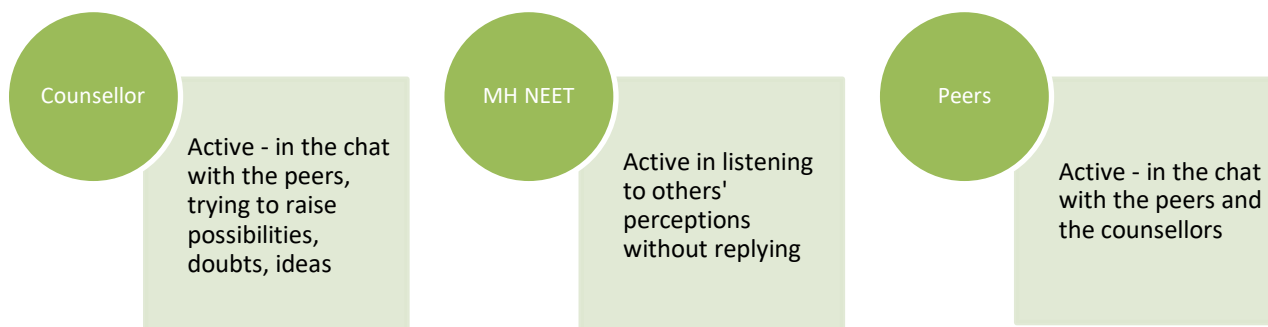 Counsellor
Active - in the chat
with the peers,
trying to raise
possibilities,
doubts, ideas
MH NEET
Active in listening
to others'
perceptions
without replying
Peers
Active - in the chat
with the peers and
the counsellors